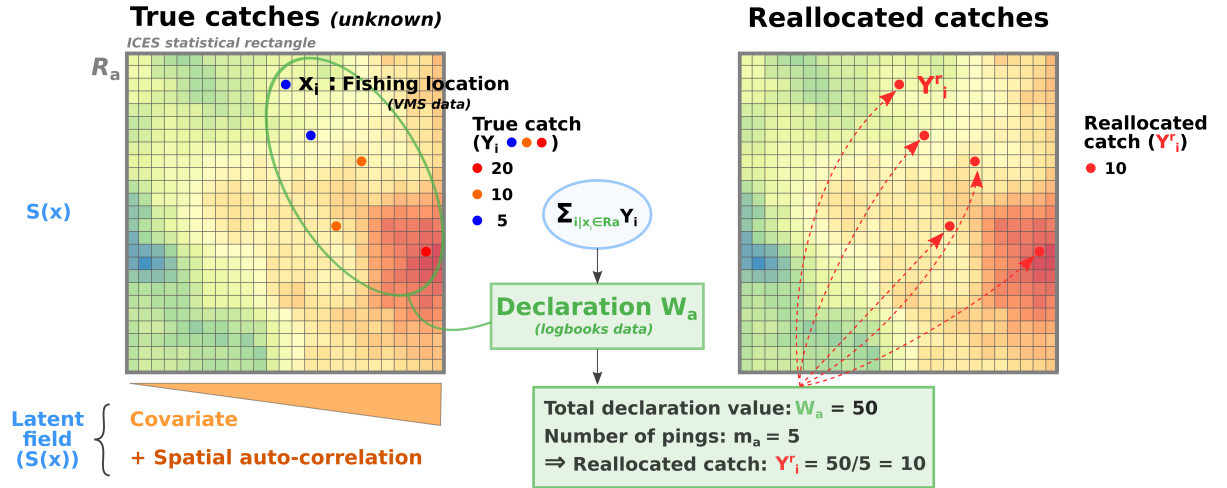 True catches (unknown)
Reallocated catches
ICES statistical rectangle
Rₐ
xᵢ : Fishing location
(VMS data)
Yʳᵢ
True catch
(Yᵢ )
20
10
5
Reallocated
catch (Yʳᵢ)
10
S(x)
Σi|xᵢ∈Ra Yᵢ
Declaration Wₐ
(logbooks data)
Latent
field
(S(x))
Covariate
+ Spatial auto-correlation
Total declaration value: Wₐ = 50
Number of pings: mₐ = 5
⇒ Reallocated catch: Yʳᵢ = 50/5 = 10